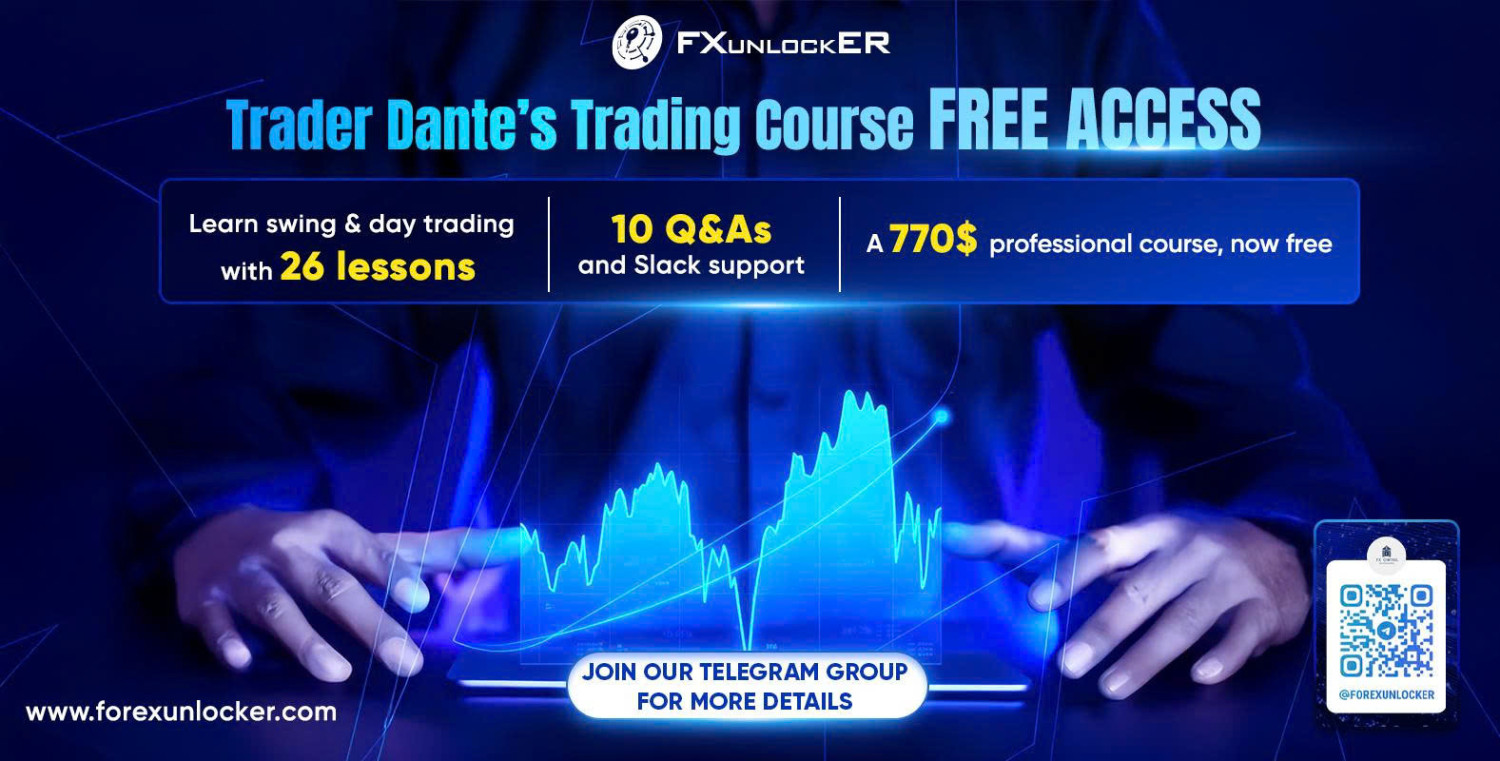 FXUNLOCKER
Trader Dante's Trading Course FREE ACCESS
Learn swing & day trading
with 26 lessons
10 Q&As
and Slack support
A 770$ professional course, now free
JOIN OUR TELEGRAM GROUP
FOR MORE DETAILS
www.forexunlocker.com
@FOREXUNLOCKER